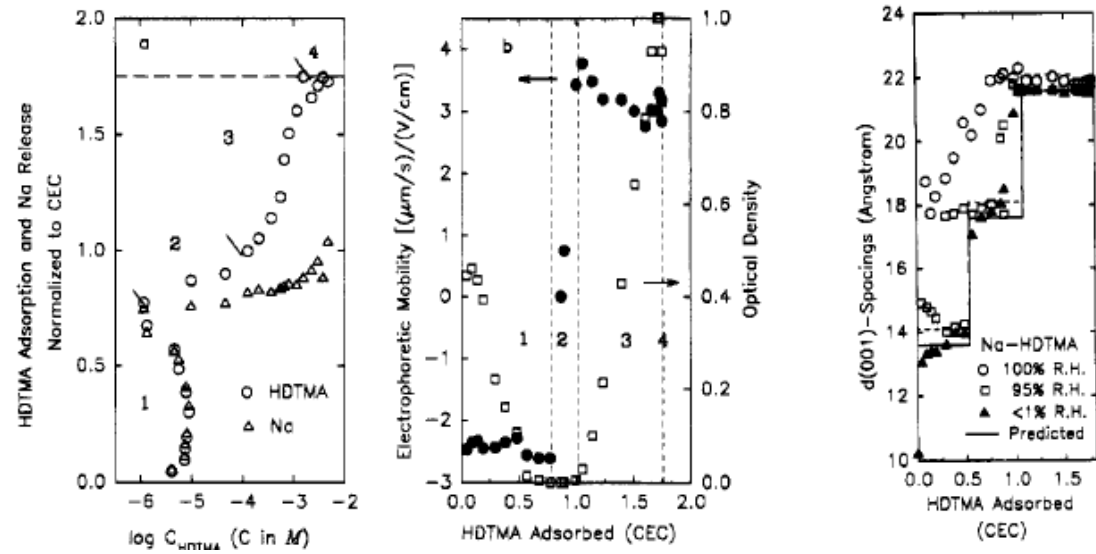 HDTMA Adsorption and Na Release
Normalized to CEC
2.0
1.5
1.0
0.5
0.0
a
4
3
2
1
HDTMA
Na
-6
-5
-4
-3
-2
log C_HDTMA (C in M)
Electrophoretic Mobility [(μm/s)/(V/cm)]
4
3
2
1
0
-1
-2
-3
b
1
2
3
4
0.0
0.5
1.0
1.5
2.0
HDTMA Adsorbed (CEC)
1.0
0.8
0.6
0.4
0.2
0.0
Optical Density
d(001)-Spacings (Angstrom)
24
22
20
18
16
14
12
10
Na-HDTMA
100% R.H.
95% R.H.
<1% R.H.
Predicted
0.0
0.5
1.0
1.5
HDTMA Adsorbed
(CEC)